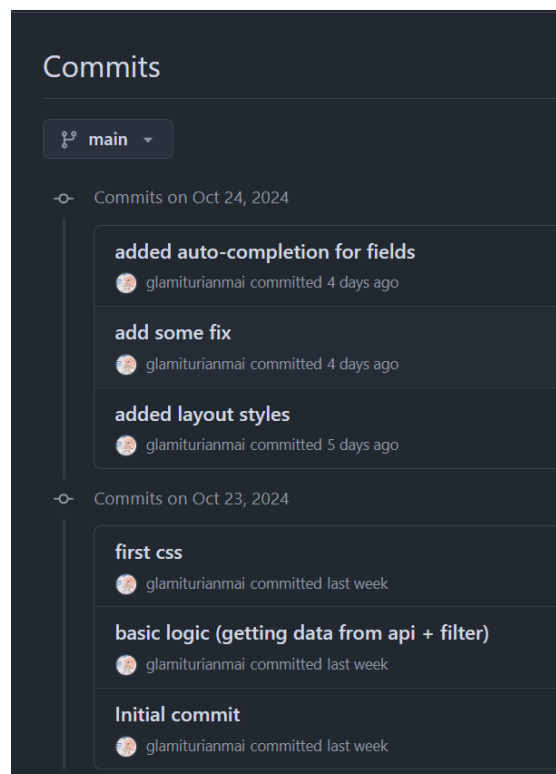 Commits
main
Commits on Oct 24, 2024
added auto-completion for fields
glamiturianmai committed 4 days ago
add some fix
glamiturianmai committed 4 days ago
added layout styles
glamiturianmai committed 5 days ago
Commits on Oct 23, 2024
first css
glamiturianmai committed last week
basic logic (getting data from api + filter)
glamiturianmai committed last week
Initial commit
glamiturianmai committed last week